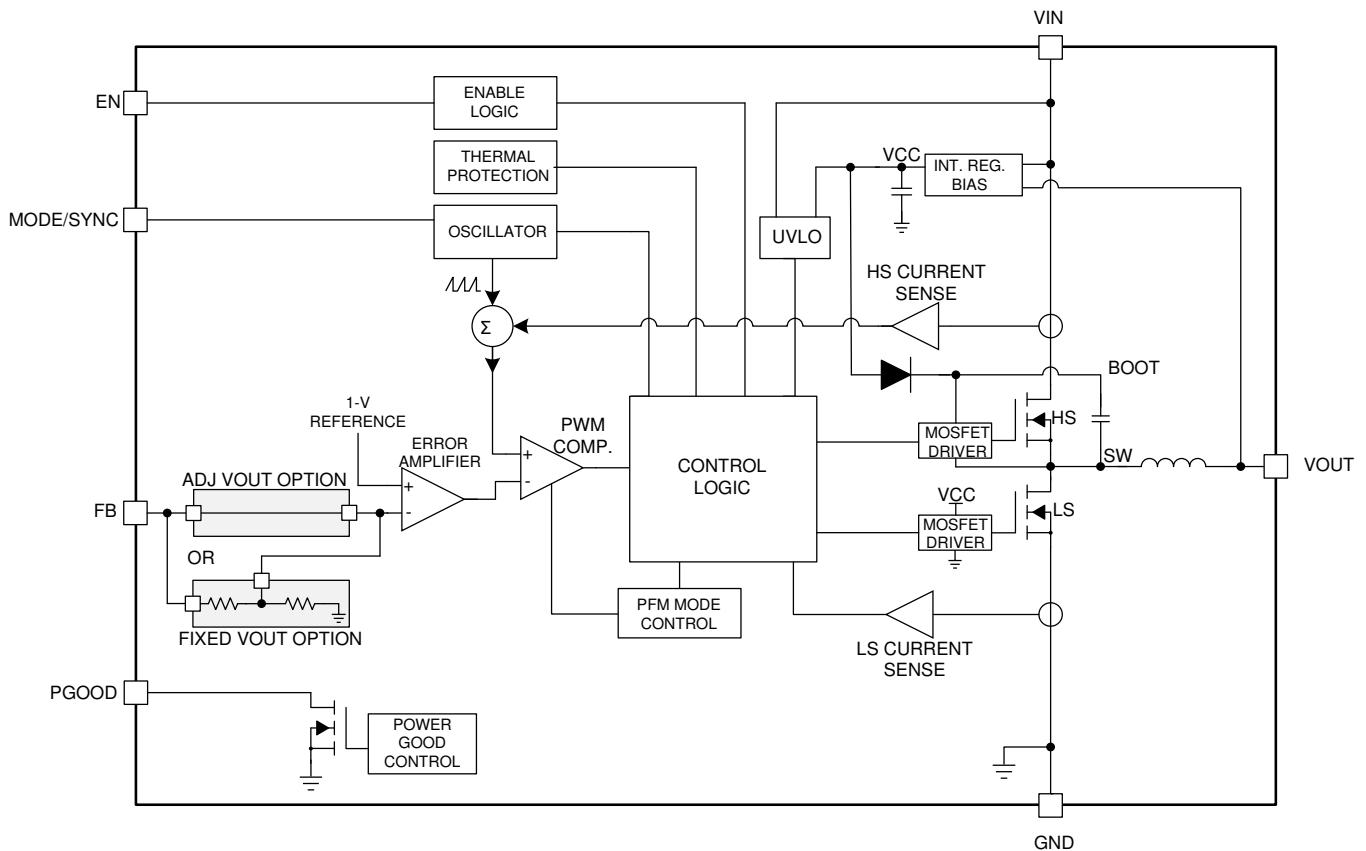 VIN
EN
ENABLE
LOGIC
THERMAL
PROTECTION
VCC
INT. REG.
BIAS
MODE/SYNC
OSCILLATOR
UVLO
HS CURRENT
SENSE
Σ
BOOT
1-V
REFERENCE
ERROR
AMPLIFIER
PWM
COMP.
+
-
CONTROL
LOGIC
MOSFET
DRIVER
HS
SW
VOUT
ADJ VOUT OPTION
+
-
FB
VCC
MOSFET
DRIVER
LS
OR
FIXED VOUT OPTION
PFM MODE
CONTROL
LS CURRENT
SENSE
PGOOD
POWER
GOOD
CONTROL
GND